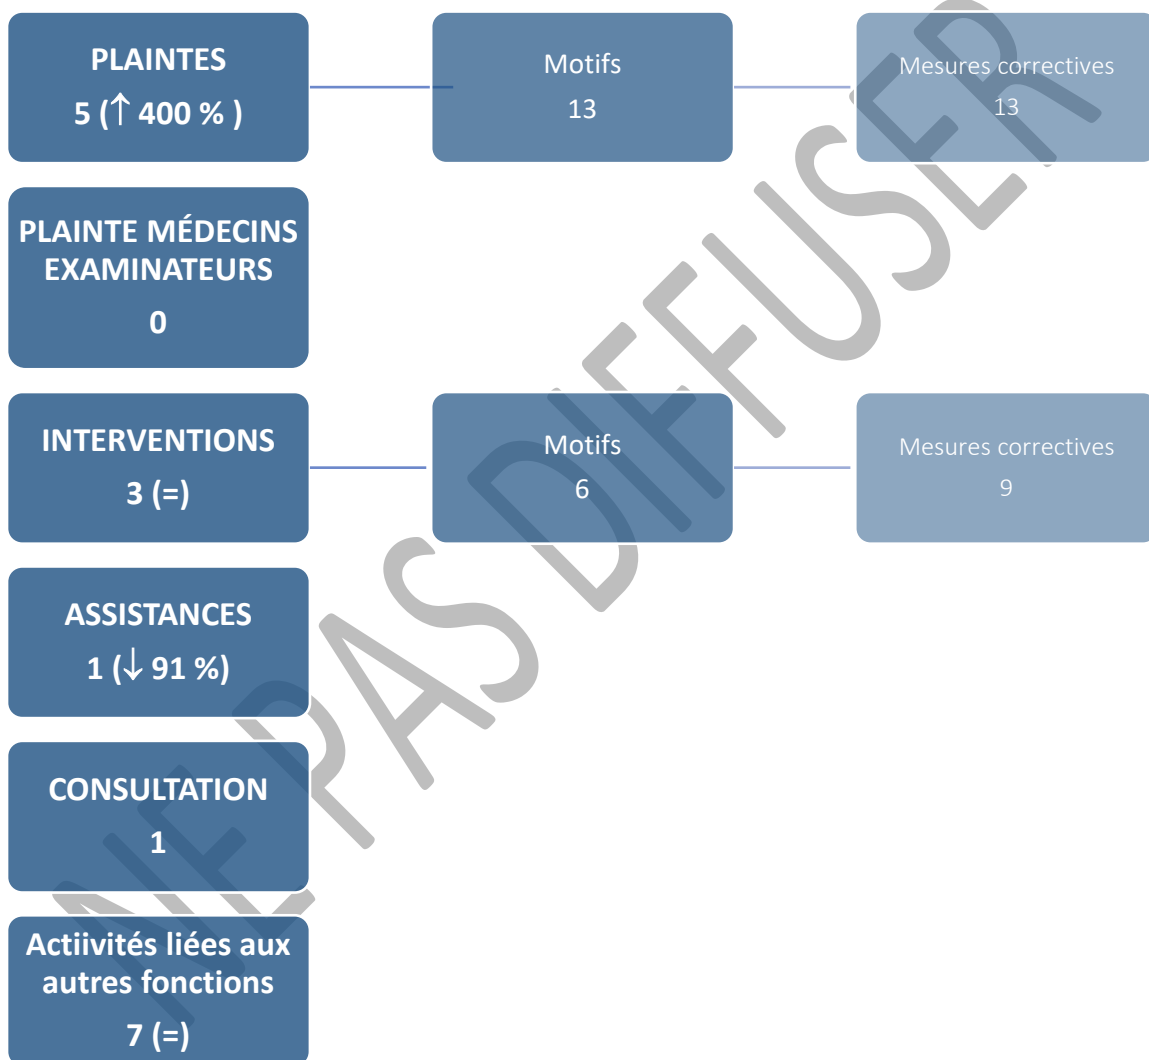 PLAINTES
5 (↑ 400 % )
Motifs
13
Mesures correctives
13
PLAINTE MÉDECINS
EXAMINATEURS
0
INTERVENTIONS
3 (=)
Motifs
6
Mesures correctives
9
ASSISTANCES
1 (↓ 91 %)
CONSULTATION
1
Actiivités liées aux
autres fonctions
7 (=)
NE PAS DIFFUSER